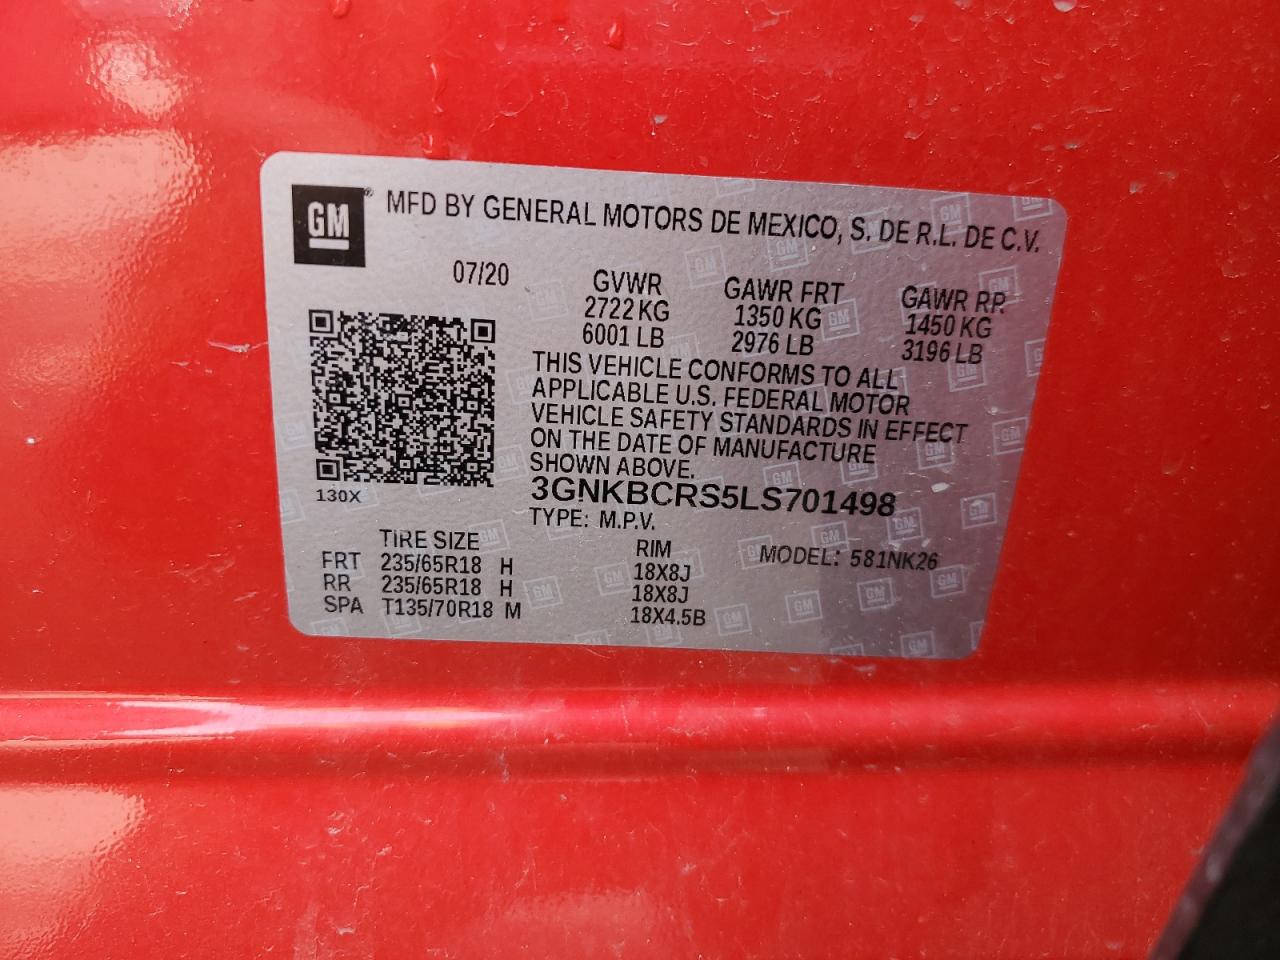 GM® MFD BY GENERAL MOTORS DE MEXICO, S. DE R.L. DE C.V.
07/20 GVWR GAWR FRT GAWR RR
2722 KG 1350 KG 1450 KG
6001 LB 2976 LB 3196 LB
THIS VEHICLE CONFORMS TO ALL
APPLICABLE U.S. FEDERAL MOTOR
VEHICLE SAFETY STANDARDS IN EFFECT
ON THE DATE OF MANUFACTURE
SHOWN ABOVE.
130X
3GNKBCRS5LS701498
TYPE: M.P.V. MODEL: 581NK26
TIRE SIZE RIM
FRT 235/65R18 H 18X8J
RR 235/65R18 H 18X8J
SPA T135/70R18 M 18X4.5B